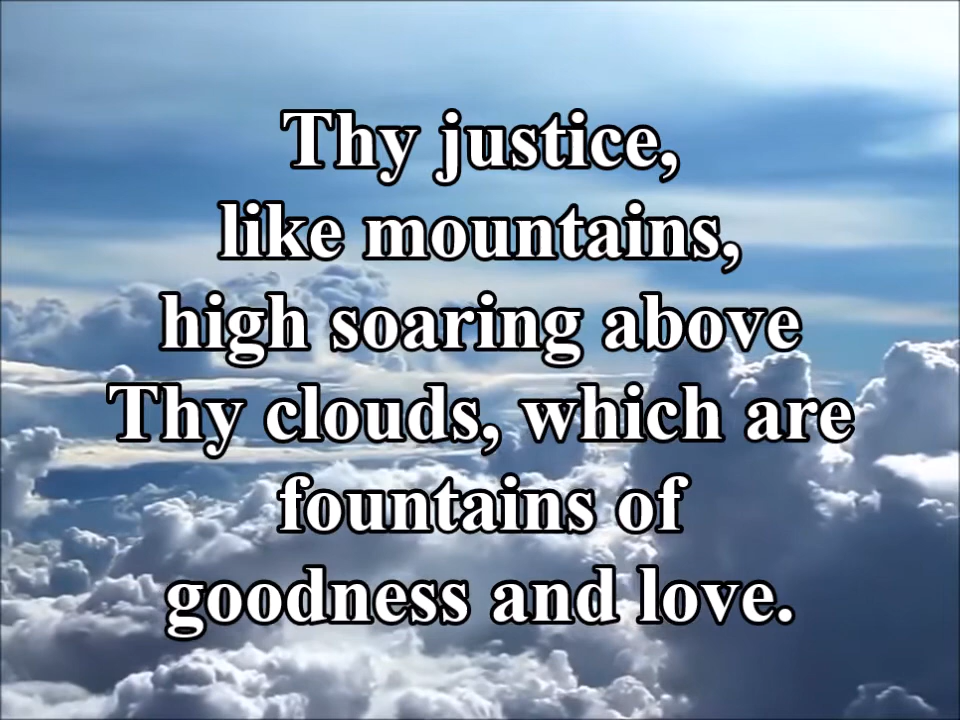 Thy justice,
like mountains,
high soaring above
Thy clouds, which are
fountains of
goodness and love.